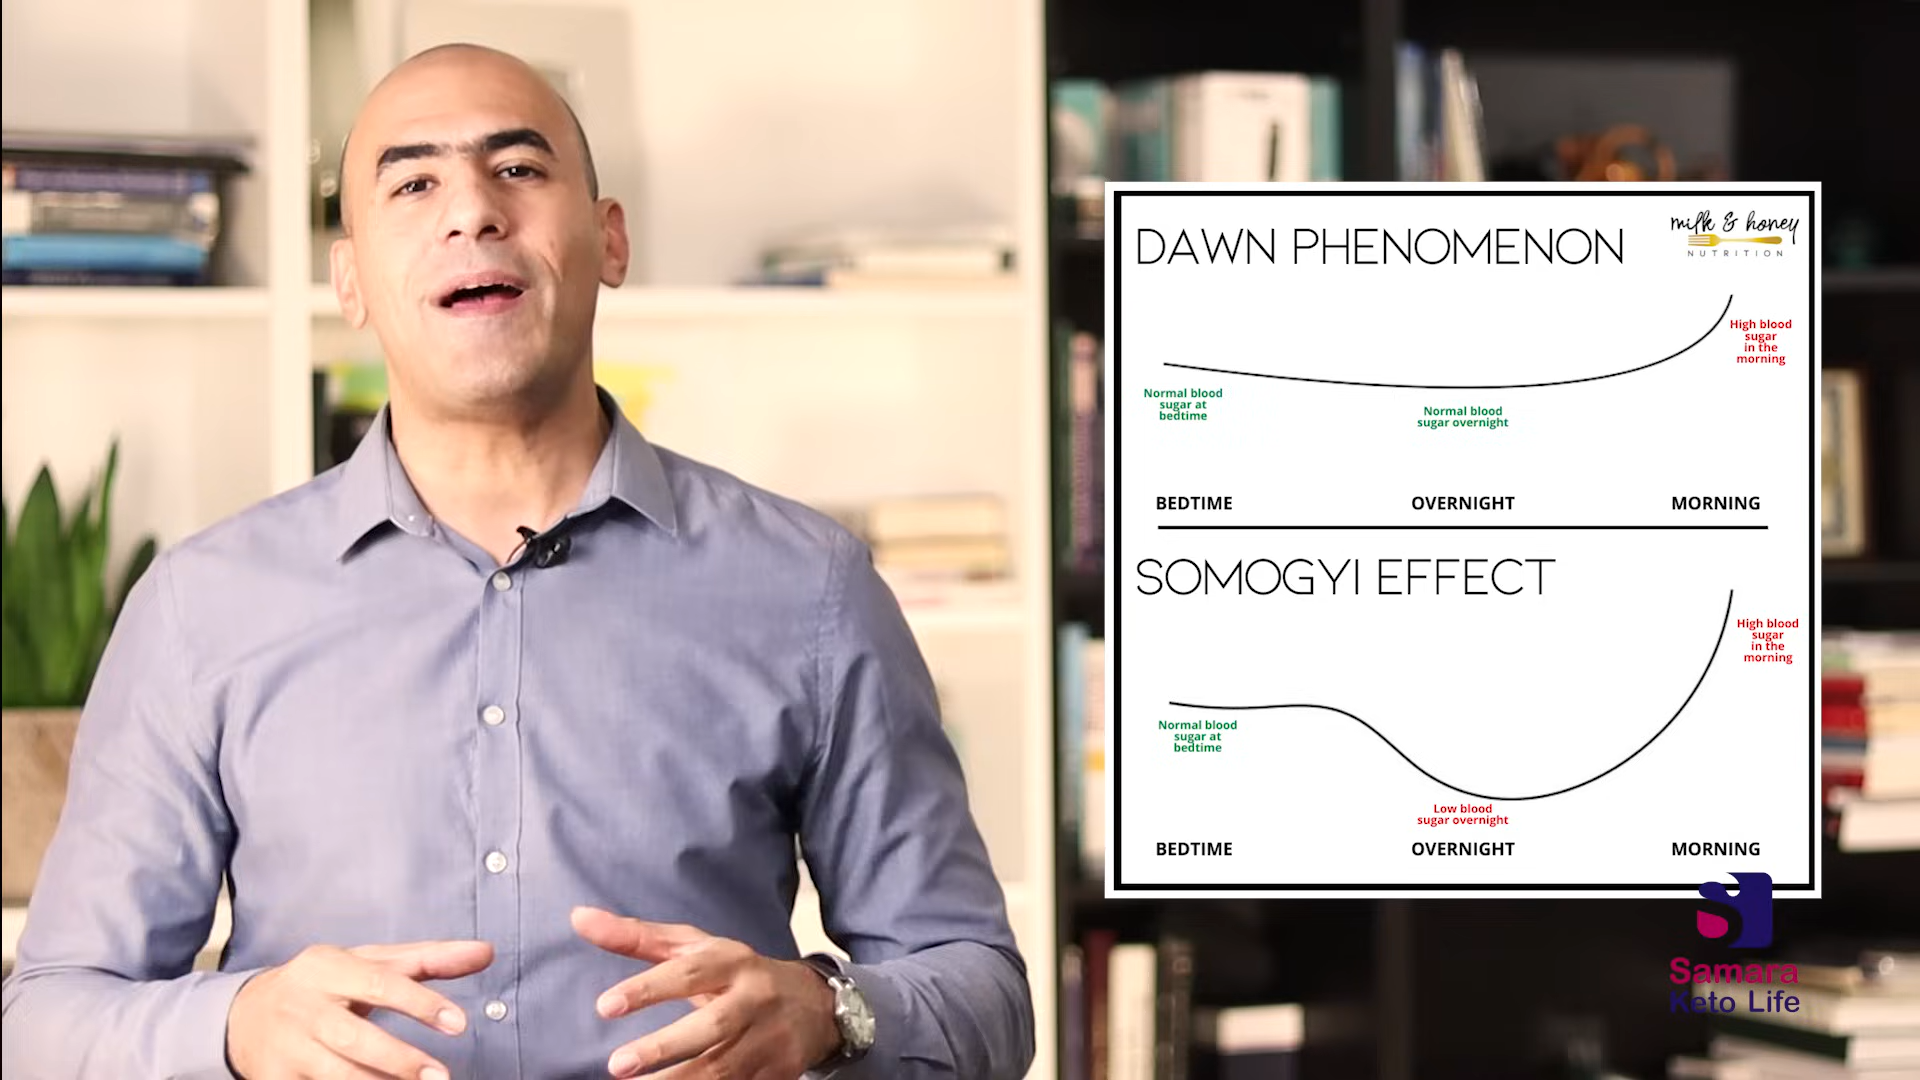 DAWN PHENOMENON
milk & honey
NUTRITION
High blood
sugar
in the
morning
Normal blood
sugar at
bedtime
Normal blood
sugar overnight
BEDTIME OVERNIGHT MORNING
SOMOGYI EFFECT
High blood
sugar
in the
morning
Normal blood
sugar at
bedtime
Low blood
sugar overnight
BEDTIME OVERNIGHT MORNING
Samara
Keto Life